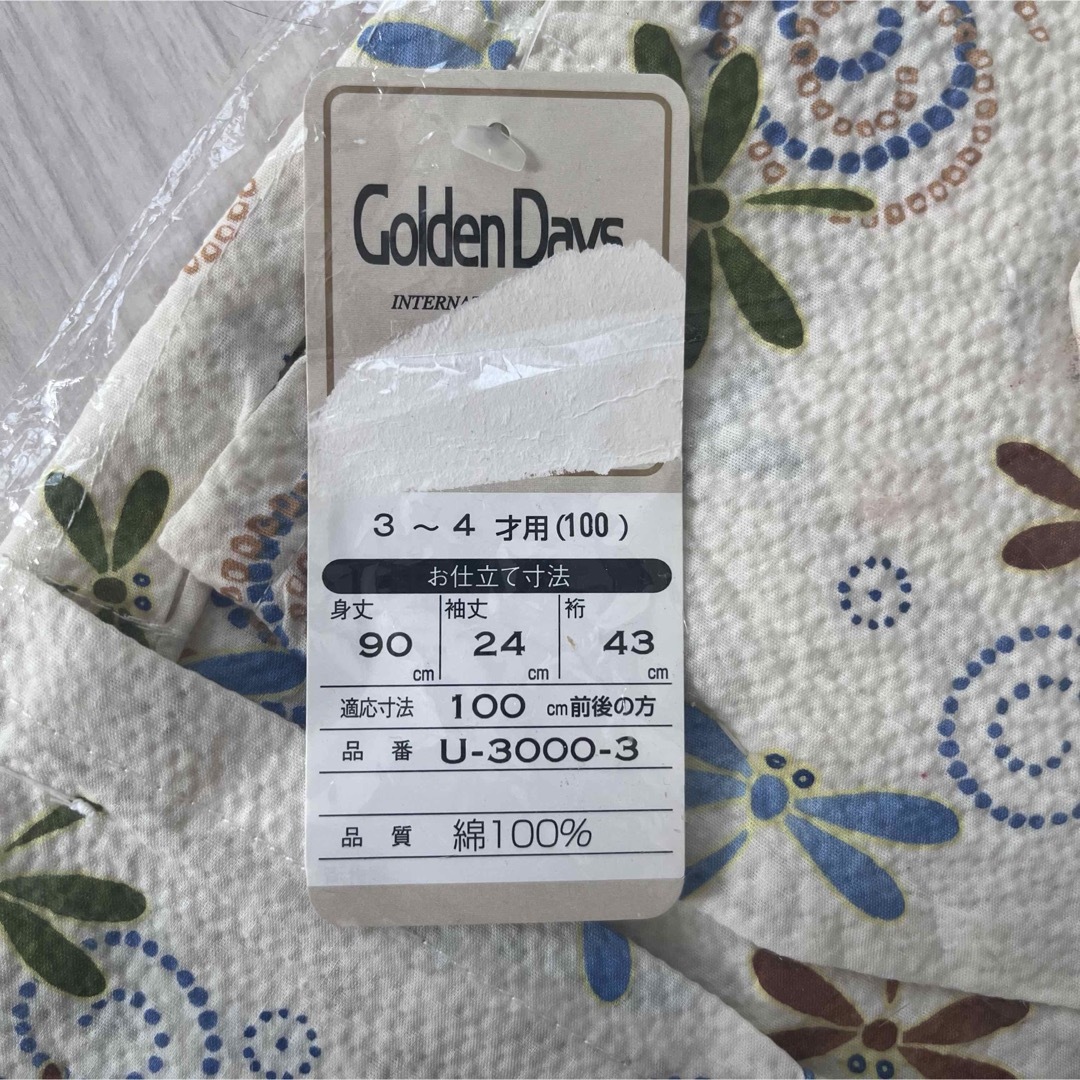 Golden Days
3 ～ 4 才用(100)
お仕立て寸法
身丈 袖丈 裄
90 cm 24 cm 43 cm
適応寸法 100 cm前後の方
品 番 U-3000-3
品 質 綿100%